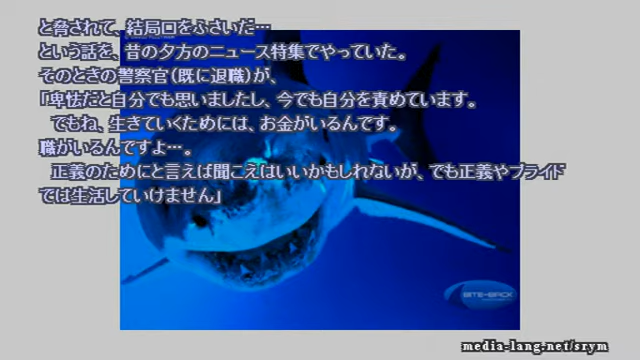 と脅されて、結局口をふさいだ…
という話を、昔の夕方のニュース特集でやっていた。
そのときの警察官（既に退職）が、
「卑怯だと自分でも思いましたし、今でも自分を責めています。
　でもね、生きていくためには、お金がいるんです。
職がいるんですよ…。
　正義のためにと言えば聞こえはいいかもしれないが、でも正義やプライド
では生活していけません」
BITE-BACK
media-lang-net/srym